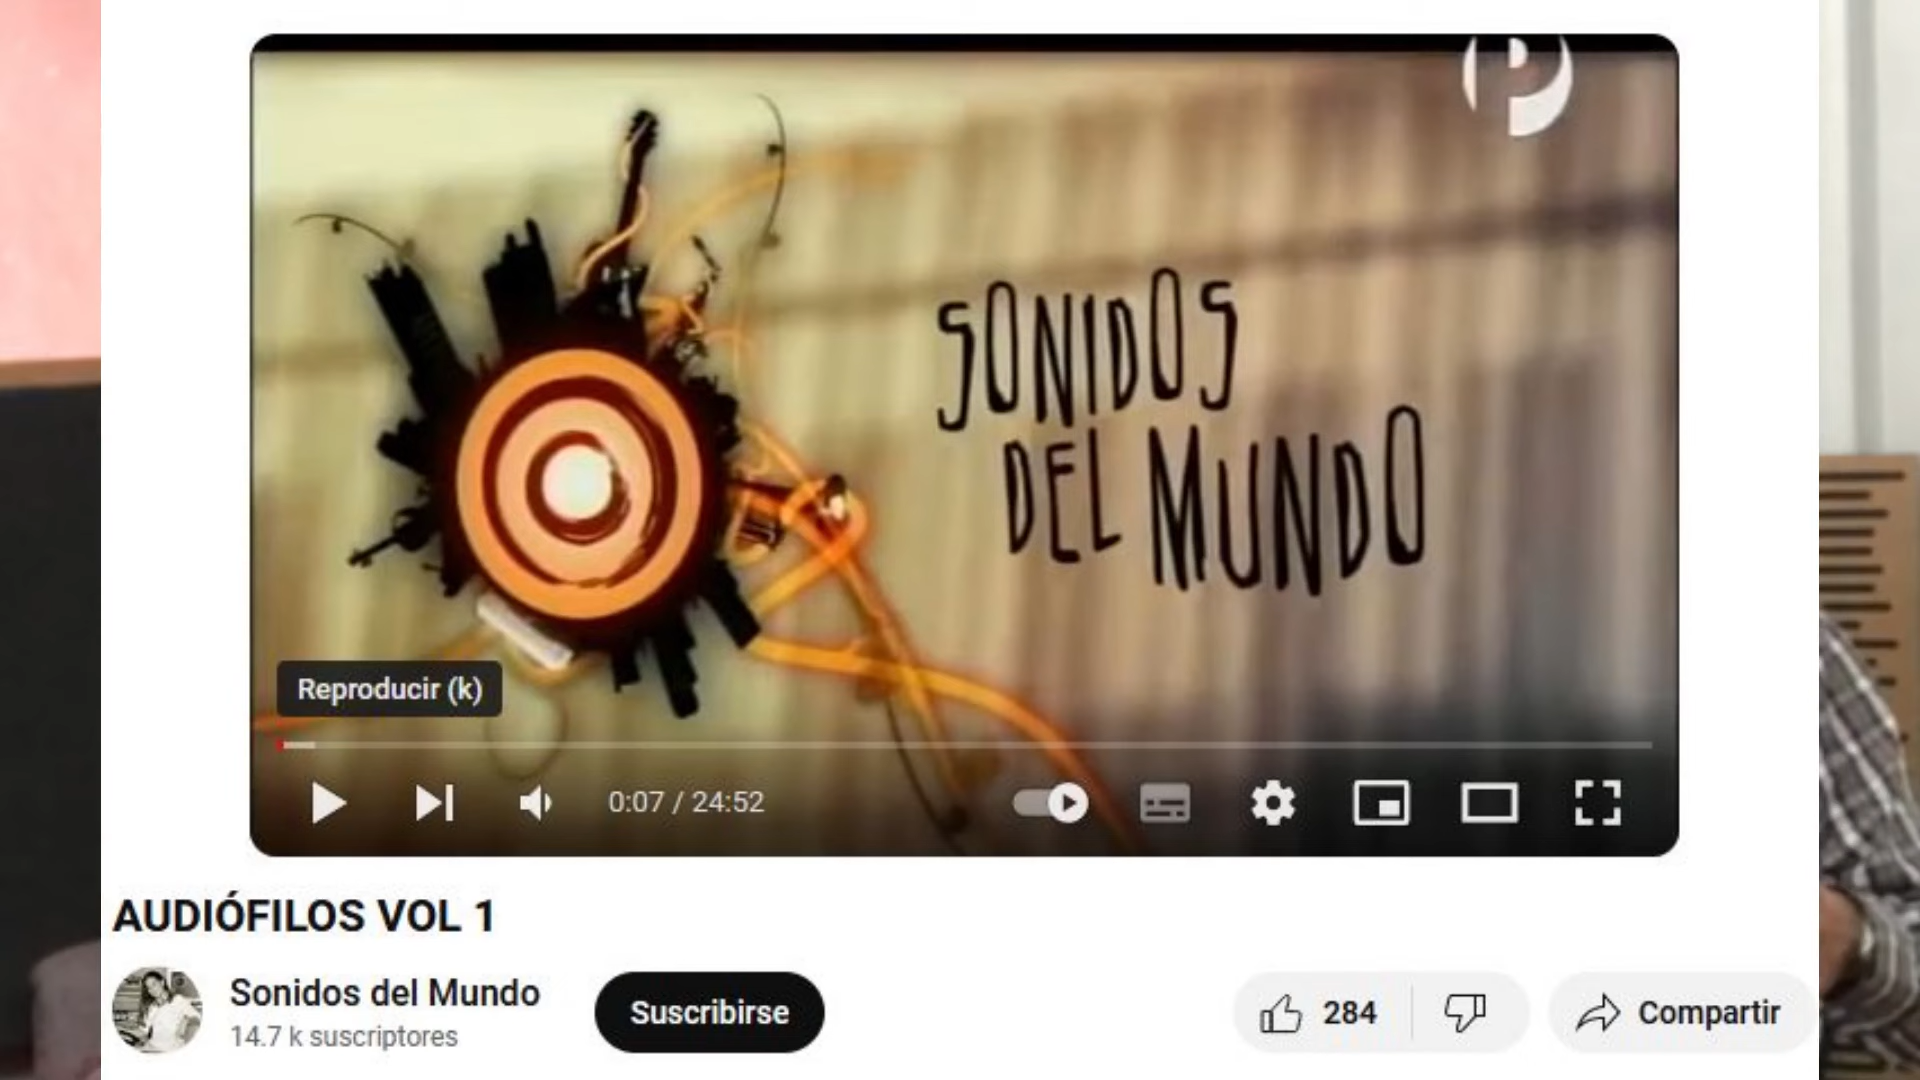 SONIDOS
DEL MUNDO
Reproducir (k)
0:07 / 24:52
AUDIÓFILOS VOL 1
Sonidos del Mundo
Suscribirse
284
Compartir
14.7 k suscriptores